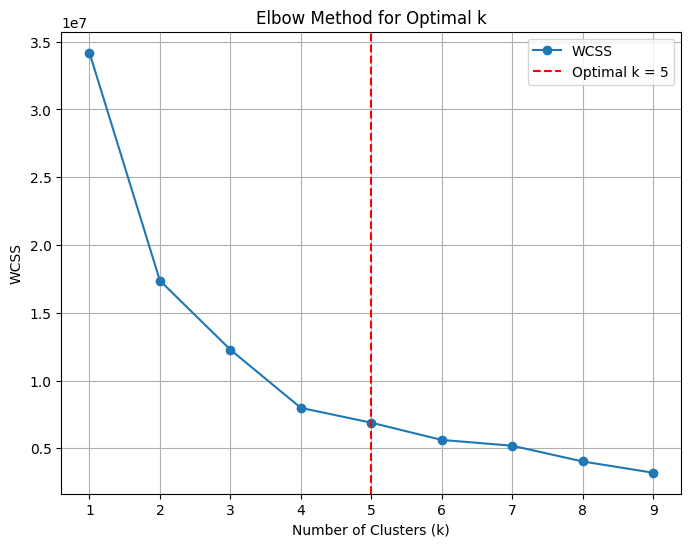 Elbow Method for Optimal k
1e7
3.5
3.0
2.5
2.0
1.5
1.0
0.5
WCSS
WCSS
Optimal k = 5
1 2 3 4 5 6 7 8 9
Number of Clusters (k)